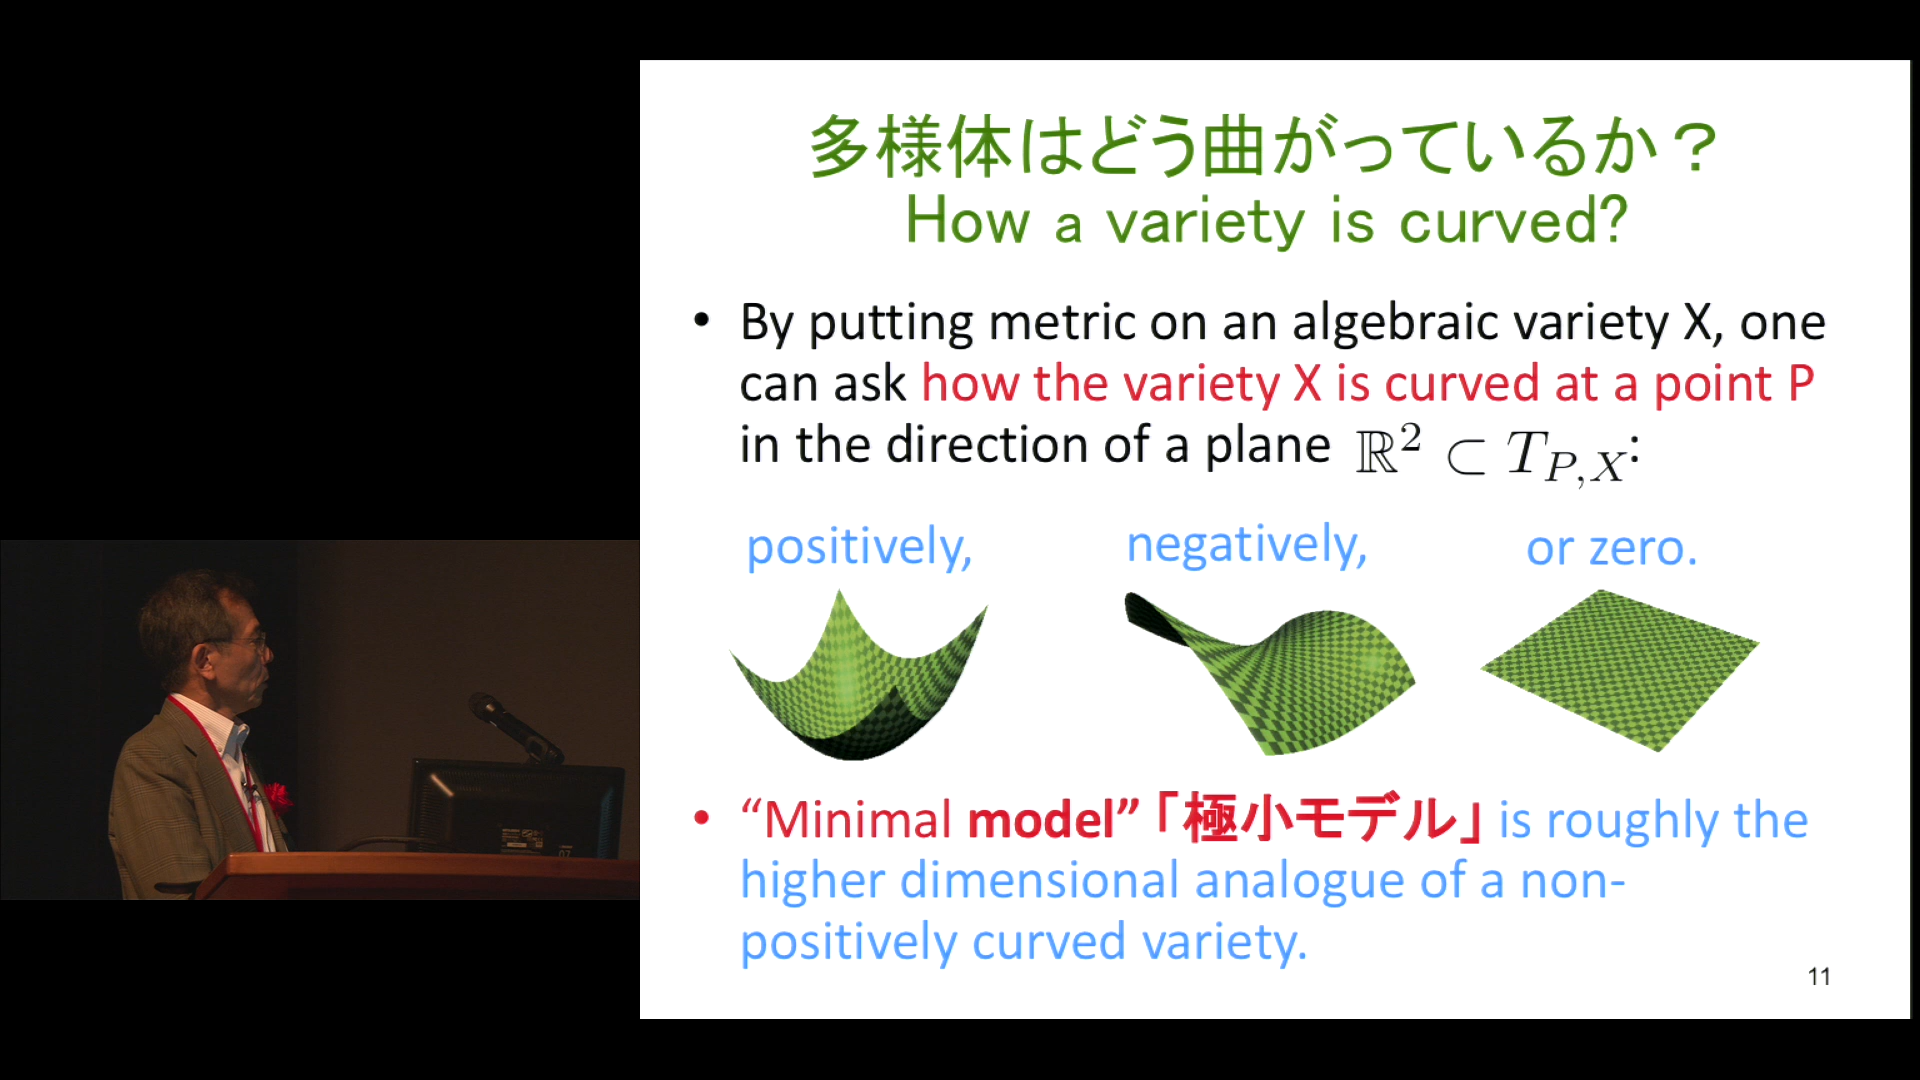 多様体はどう曲がっているか？
How a variety is curved?
• By putting metric on an algebraic variety X, one
can ask how the variety X is curved at a point P
in the direction of a plane ℝ² ⊂ T_{P,X}:
positively, negatively, or zero.
• “Minimal model”「極小モデル」 is roughly the
higher dimensional analogue of a non-
positively curved variety.
11